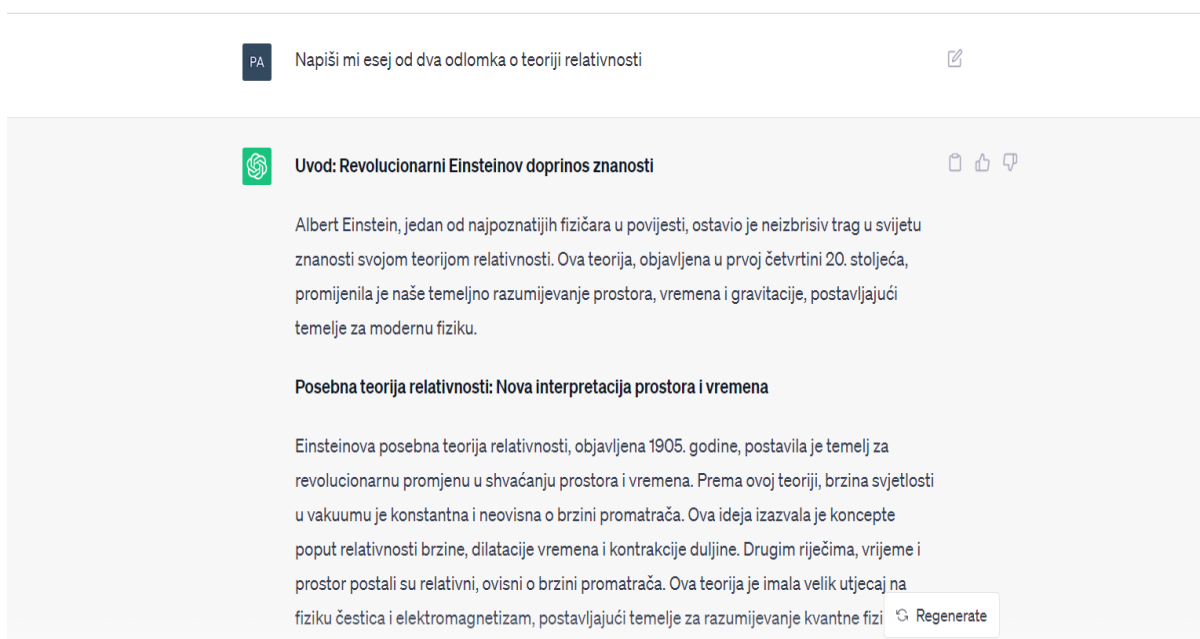 PA
Napiši mi esej od dva odlomka o teoriji relativnosti
Uvod: Revolucionarni Einsteinov doprinos znanosti
Albert Einstein, jedan od najpoznatijih fizičara u povijesti, ostavio je neizbrisiv trag u svijetu
znanosti svojom teorijom relativnosti. Ova teorija, objavljena u prvoj četvrtini 20. stoljeća,
promijenila je naše temeljno razumijevanje prostora, vremena i gravitacije, postavljajući
temelje za modernu fiziku.
Posebna teorija relativnosti: Nova interpretacija prostora i vremena
Einsteinova posebna teorija relativnosti, objavljena 1905. godine, postavila je temelj za
revolucionarnu promjenu u shvaćanju prostora i vremena. Prema ovoj teoriji, brzina svjetlosti
u vakuumu je konstantna i neovisna o brzini promatrača. Ova ideja izazvala je koncepte
poput relativnosti brzine, dilatacije vremena i kontrakcije duljine. Drugim riječima, vrijeme i
prostor postali su relativni, ovisni o brzini promatrača. Ova teorija je imala velik utjecaj na
fiziku čestica i elektromagnetizam, postavljajući temelje za razumijevanje kvantne fizi
Regenerate